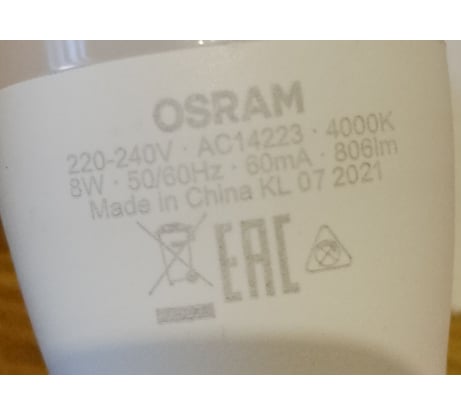 OSRAM
220-240V · AC14223 · 4000K
8W · 50/60Hz · 60mA · 806lm
Made in China KL 07 2021
EAC